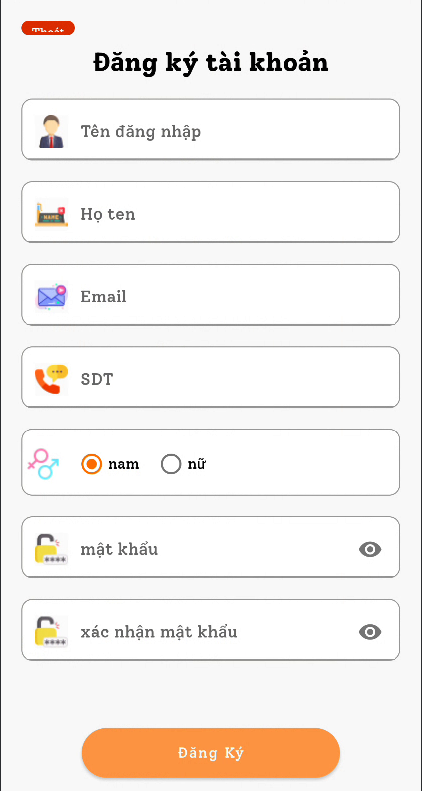 Đăng ký tài khoản
Tên đăng nhập
NAME
Họ ten
Email
SDT
nam nữ
mật khẩu
****
xác nhận mật khẩu
****
Đăng Ký